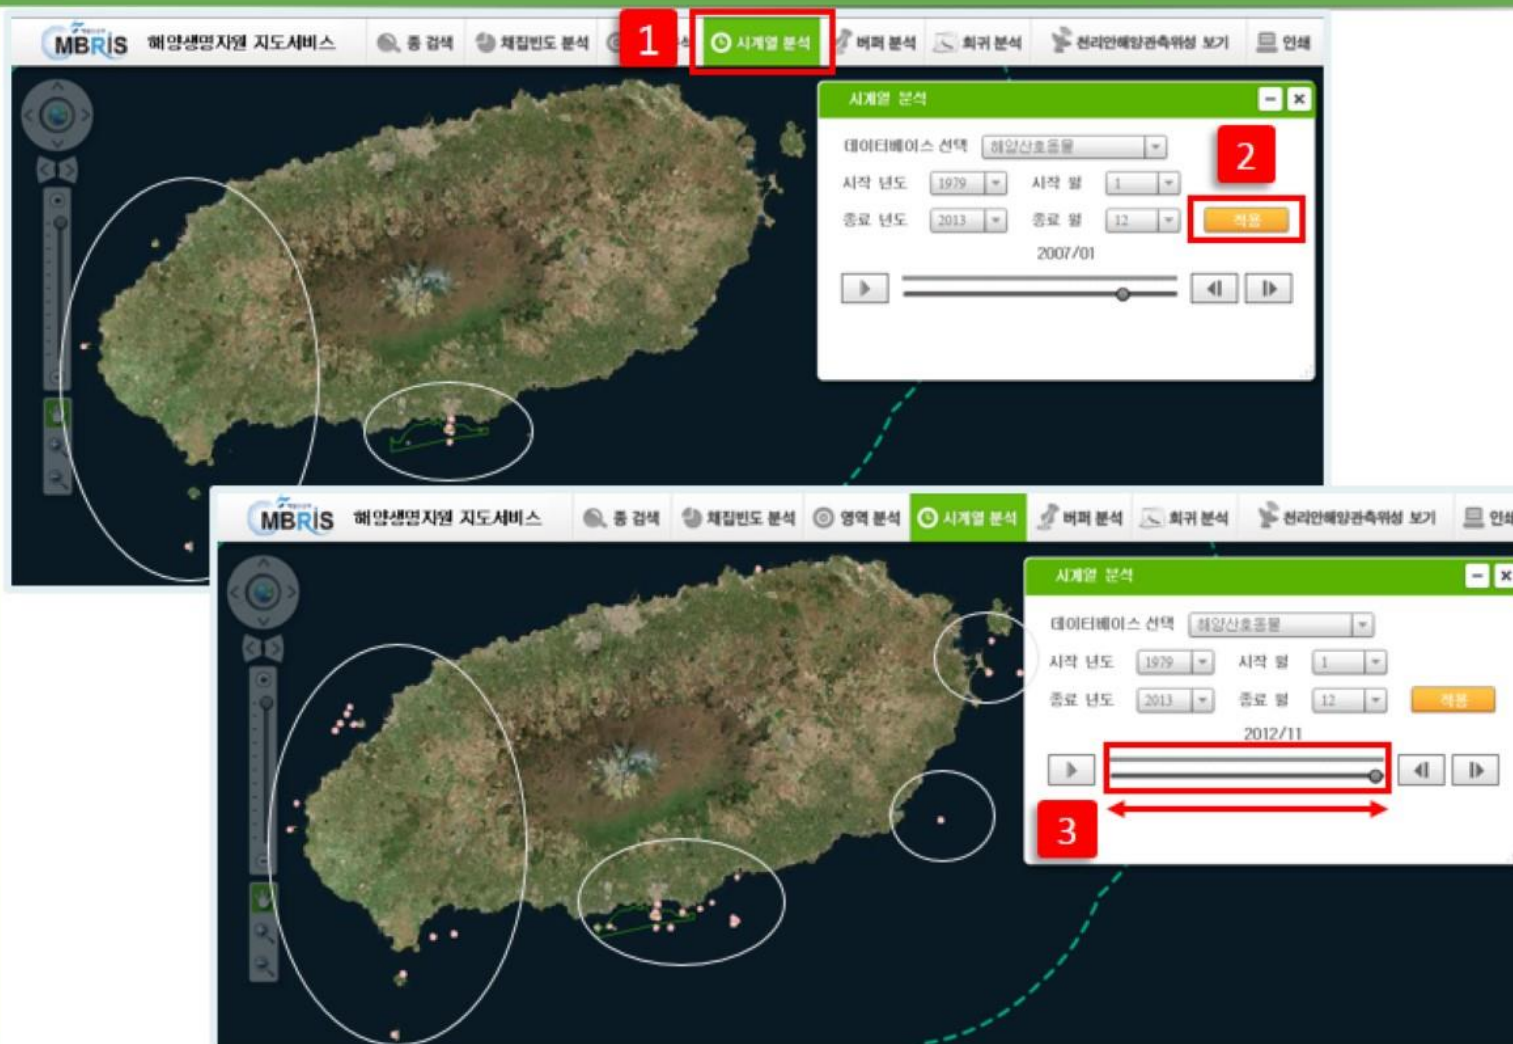 MBRIS 해양생명자원 지도서비스 종 검색 채집빈도 분석 1 시계열 분석 버퍼 분석 회귀 분석 천리안해양관측위성 보기 인쇄
시계열 분석
데이터베이스 선택 해양산호동물
2
시작 년도 1979 시작 월 1
종료 년도 2013 종료 월 12 적용
2007/01
MBRIS 해양생명자원 지도서비스 종 검색 채집빈도 분석 영역 분석 시계열 분석 버퍼 분석 회귀 분석 천리안해양관측위성 보기
시계열 분석
데이터베이스 선택 해양산호동물
시작 년도 1979 시작 월 1
종료 년도 2013 종료 월 12 적용
2012/11
3